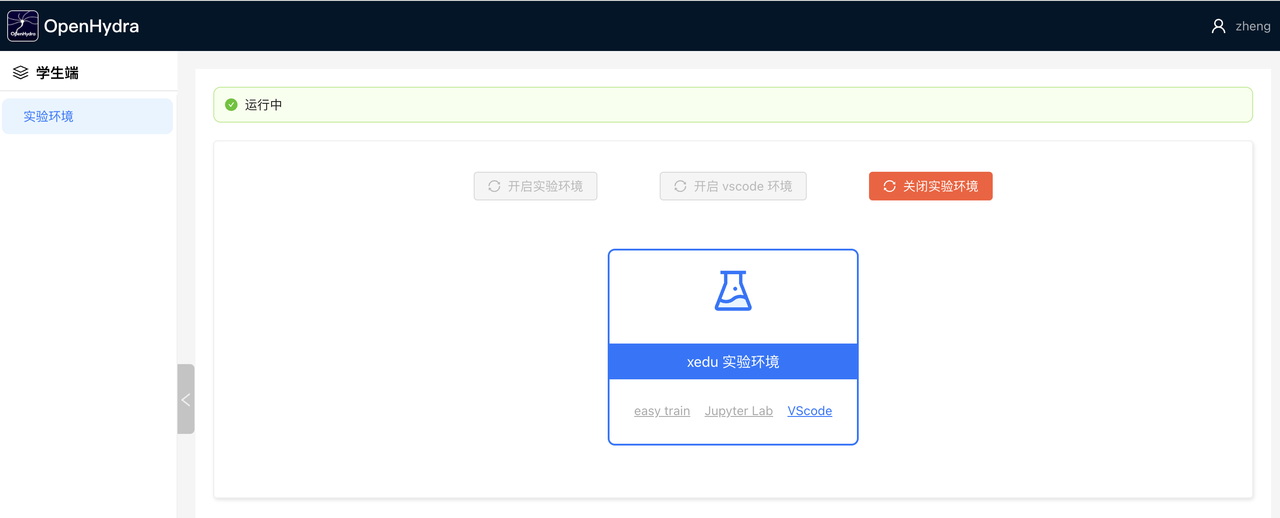 OpenHydra
OpenHydra
zheng
学生端
实验环境
运行中
开启实验环境
开启 vscode 环境
关闭实验环境
xedu 实验环境
easy train Jupyter Lab VScode